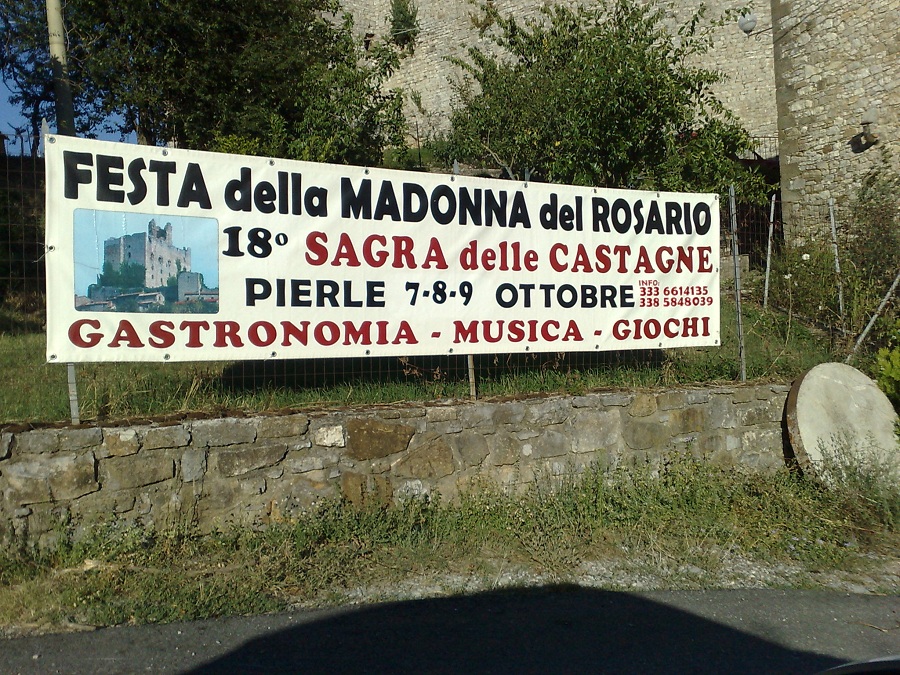 FESTA della MADONNA del ROSARIO
18º SAGRA delle CASTAGNE
PIERLE 7-8-9 OTTOBRE
INFO:
333 6614135
338 5848039
GASTRONOMIA - MUSICA - GIOCHI